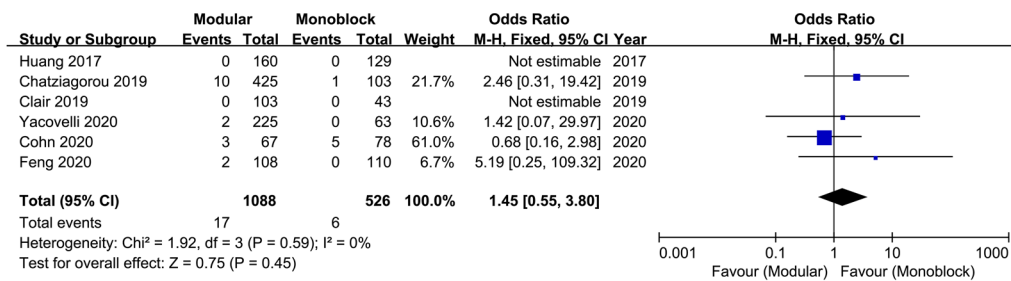 Modular Monoblock Odds Ratio Odds Ratio
Study or Subgroup Events Total Events Total Weight M-H, Fixed, 95% CI Year M-H, Fixed, 95% CI
Huang 2017 0 160 0 129 Not estimable 2017
Chatziagorou 2019 10 425 1 103 21.7% 2.46 [0.31, 19.42] 2019
Clair 2019 0 103 0 43 Not estimable 2019
Yacovelli 2020 2 225 0 63 10.6% 1.42 [0.07, 29.97] 2020
Cohn 2020 3 67 5 78 61.0% 0.68 [0.16, 2.98] 2020
Feng 2020 2 108 0 110 6.7% 5.19 [0.25, 109.32] 2020
Total (95% CI) 1088 526 100.0% 1.45 [0.55, 3.80]
Total events 17 6
Heterogeneity: Chi² = 1.92, df = 3 (P = 0.59); I² = 0%
Test for overall effect: Z = 0.75 (P = 0.45)
0.001 0.1 1 10 1000
Favour (Modular) Favour (Monoblock)